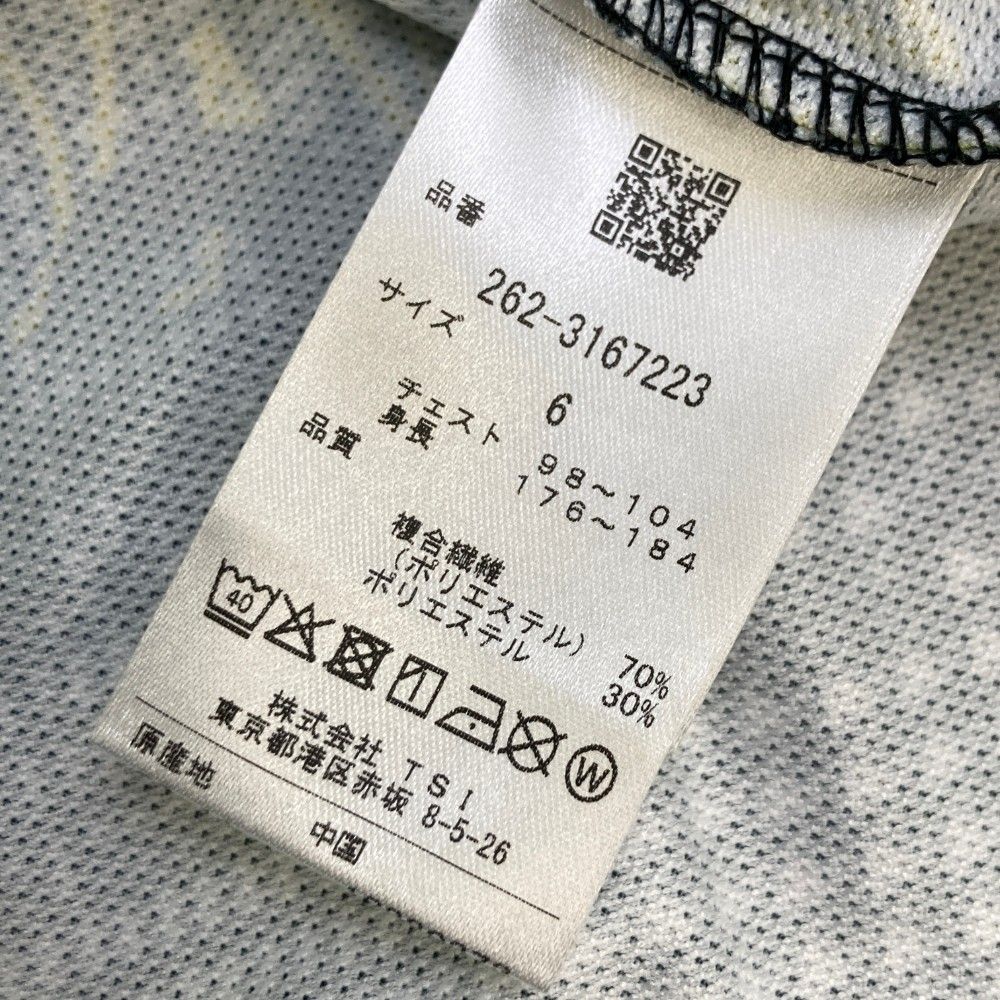 品番
262-3167223
サイズ
6
チェスト 98～104
身長 176～184
品質
複合繊維
(ポリエステル) 70%
ポリエステル 30%
40
W
株式会社 TSI
東京都港区赤坂 8-5-26
原産地
中国